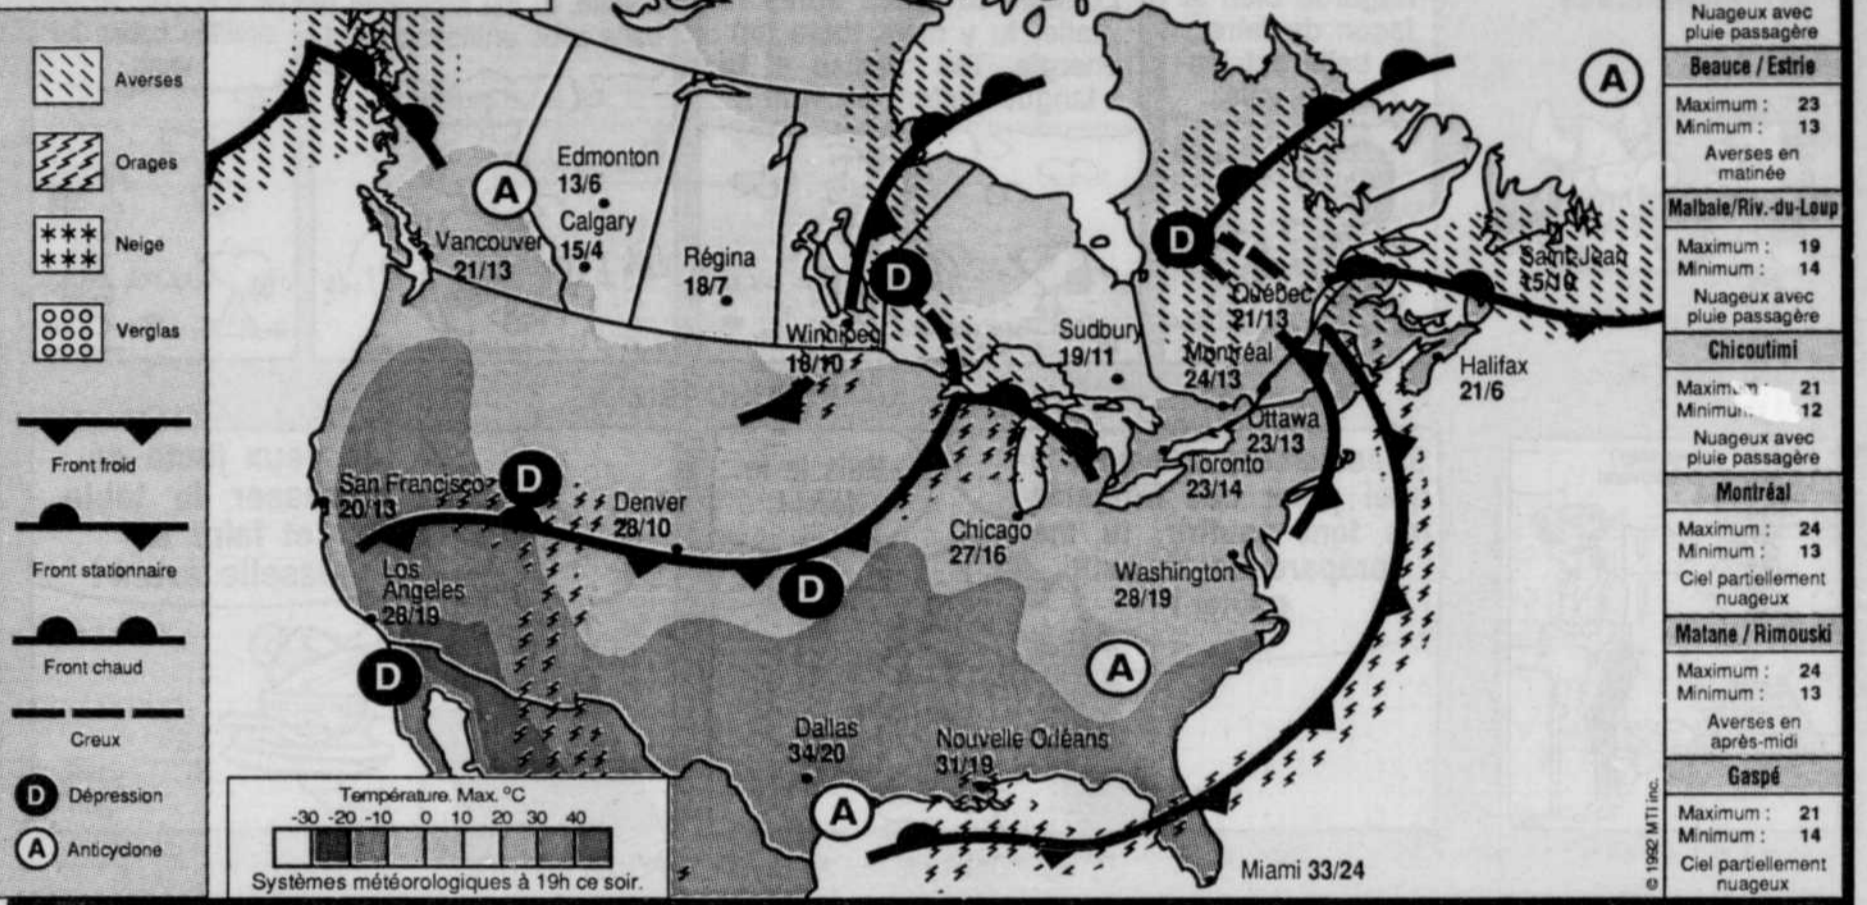 Averses
Orages
Neige
Verglas
Front froid
Front stationnaire
Front chaud
Creux
D Dépression
A Anticyclone
A
Edmonton
13/6
Calgary
15/4
Vancouver
21/13
Régina
18/7
Winnipeg
18/10
D
D
A
Sudbury
19/11
Québec
21/13
Montréal
24/13
Saint-Jean
15/10
Halifax
21/6
Ottawa
23/13
Toronto
23/14
San Francisco
20/13
D
Denver
28/10
Los
Angeles
28/19
D
D
Chicago
27/16
Washington
28/19
A
Dallas
34/20
Nouvelle Orléans
31/19
A
Miami 33/24
Température. Max. °C
-30 -20 -10 0 10 20 30 40
Systèmes météorologiques à 19h ce soir.
© 1992 MTI inc.
Nuageux avec
pluie passagère
Beauce / Estrie
Maximum : 23
Minimum : 13
Averses en
matinée
Malbaie/Riv.-du-Loup
Maximum : 19
Minimum : 14
Nuageux avec
pluie passagère
Chicoutimi
Maximum : 21
Minimum : 12
Nuageux avec
pluie passagère
Montréal
Maximum : 24
Minimum : 13
Ciel partiellement
nuageux
Matane / Rimouski
Maximum : 24
Minimum : 13
Averses en
après-midi
Gaspé
Maximum : 21
Minimum : 14
Ciel partiellement
nuageux